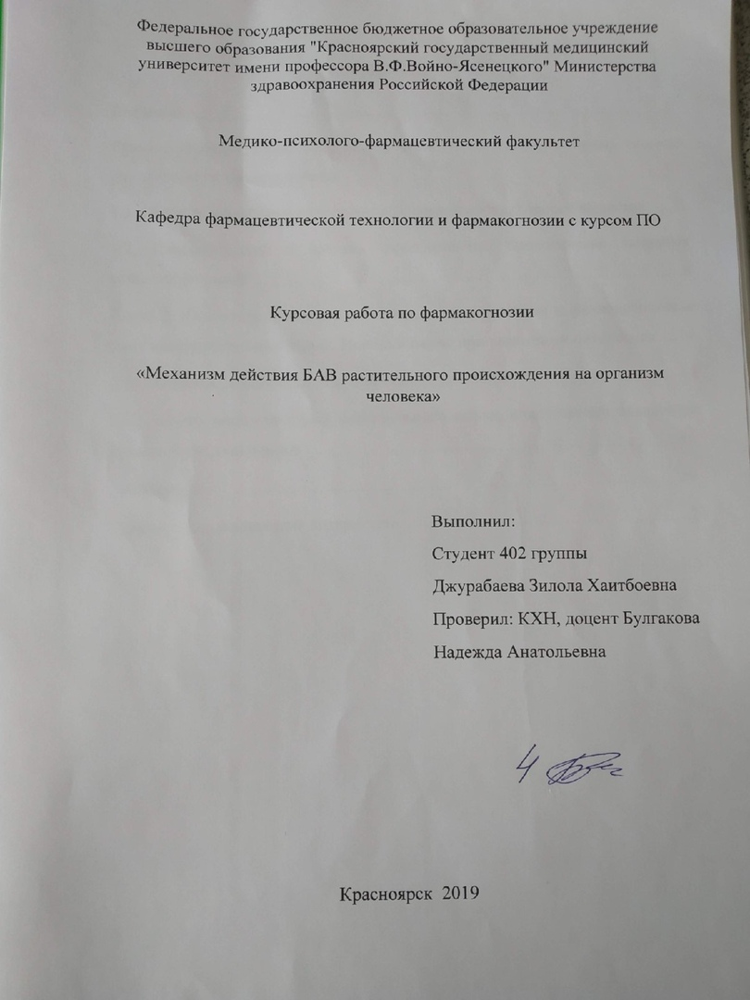 Федеральное государственное бюджетное образовательное учреждение
высшего образования "Красноярский государственный медицинский
университет имени профессора В.Ф.Войно-Ясенецкого" Министерства
здравоохранения Российской Федерации
Медико-психолого-фармацевтический факультет
Кафедра фармацевтической технологии и фармакогнозии с курсом ПО
Курсовая работа по фармакогнозии
«Механизм действия БАВ растительного происхождения на организм
человека»
Выполнил:
Студент 402 группы
Джурабаева Зилола Хаитбоевна
Проверил: КХН, доцент Булгакова
Надежда Анатольевна
4
Красноярск 2019